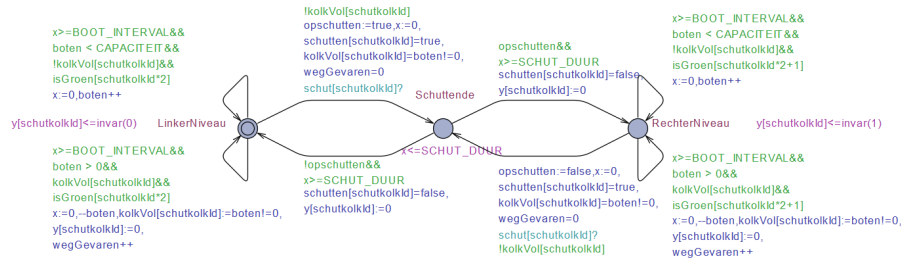 x>=BOOT_INTERVAL&&
boten < CAPACITEIT&&
!kolkVol[schutkolkId]&&
isGroen[schutkolkId*2]
x:=0,boten++
!kolkVol[schutkolkId]
opschutten:=true,x:=0,
schutten[schutkolkId]=true,
kolkVol[schutkolkId]=boten!=0,
wegGevaren=0
schut[schutkolkId]?
opschutten&&
x>=SCHUT_DUUR
schutten[schutkolkId]=false,
y[schutkolkId]:=0
x>=BOOT_INTERVAL&&
boten < CAPACITEIT&&
!kolkVol[schutkolkId]&&
isGroen[schutkolkId*2+1]
x:=0,boten++
y[schutkolkId]<=invar(0)
LinkerNiveau
Schuttende
RechterNiveau
y[schutkolkId]<=invar(1)
x<=SCHUT_DUUR
x>=BOOT_INTERVAL&&
boten > 0&&
kolkVol[schutkolkId]&&
isGroen[schutkolkId*2]
x:=0,--boten,kolkVol[schutkolkId]:=boten!=0,
y[schutkolkId]:=0,
wegGevaren++
!opschutten&&
x>=SCHUT_DUUR
schutten[schutkolkId]=false,
y[schutkolkId]:=0
opschutten:=false,x:=0,
schutten[schutkolkId]=true,
kolkVol[schutkolkId]=boten!=0,
wegGevaren=0
schut[schutkolkId]?
!kolkVol[schutkolkId]
x>=BOOT_INTERVAL&&
boten > 0&&
kolkVol[schutkolkId]&&
isGroen[schutkolkId*2+1]
x:=0,--boten,kolkVol[schutkolkId]:=boten!=0,
y[schutkolkId]:=0,
wegGevaren++